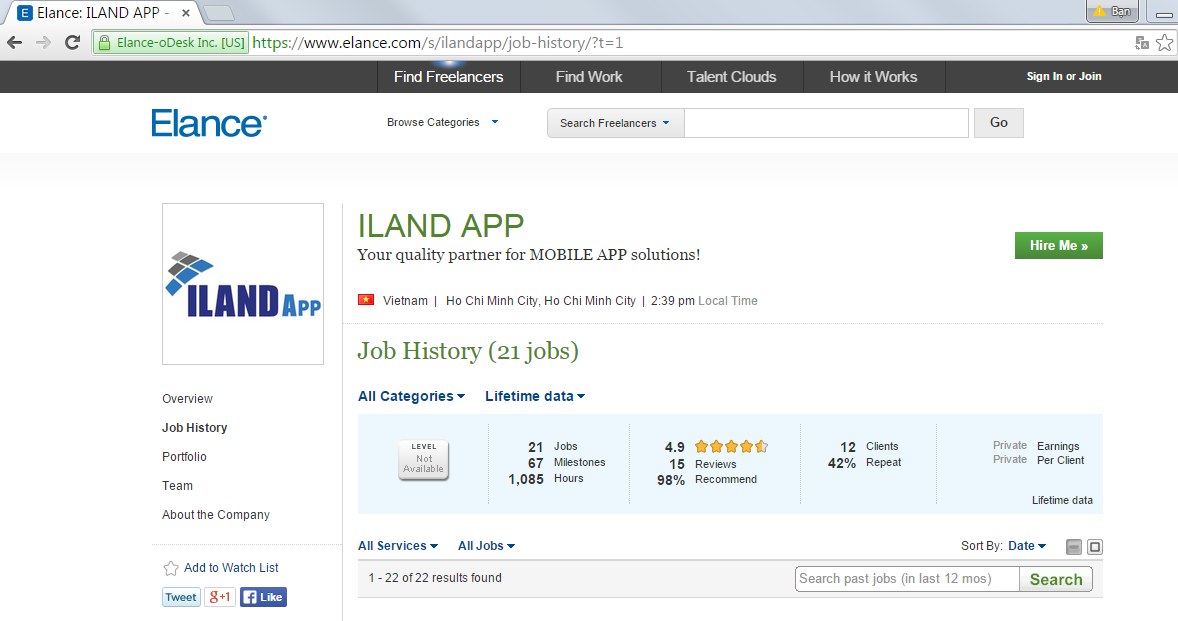 Elance: ILAND APP -
Bạn
Elance-oDesk Inc. [US]
https://www.elance.com/s/ilandapp/job-history/?t=1
Find Freelancers
Find Work
Talent Clouds
How it Works
Sign In or Join
Elance
Browse Categories
Search Freelancers
Go
ILAND APP
ILAND APP
Your quality partner for MOBILE APP solutions!
Hire Me »
Vietnam | Ho Chi Minh City, Ho Chi Minh City | 2:39 pm Local Time
Job History (21 jobs)
Overview
Job History
Portfolio
Team
About the Company
Add to Watch List
Tweet
g+1
Like
All Categories
Lifetime data
LEVEL
Not
Available
21 Jobs
67 Milestones
1,085 Hours
4.9
15 Reviews
98% Recommend
12 Clients
42% Repeat
Private Earnings
Private Per Client
Lifetime data
All Services
All Jobs
Sort By: Date
1 - 22 of 22 results found
Search past jobs (in last 12 mos)
Search